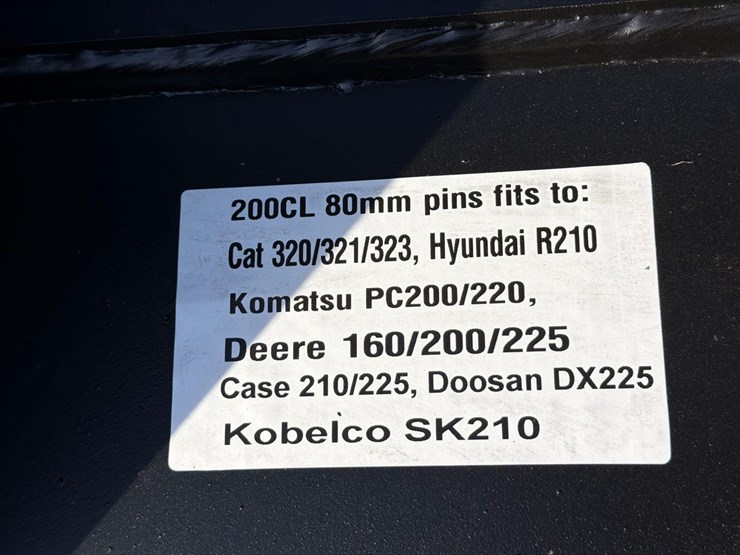 200CL 80mm pins fits to:
Cat 320/321/323, Hyundai R210
Komatsu PC200/220,
Deere 160/200/225
Case 210/225, Doosan DX225
Kobelco SK210